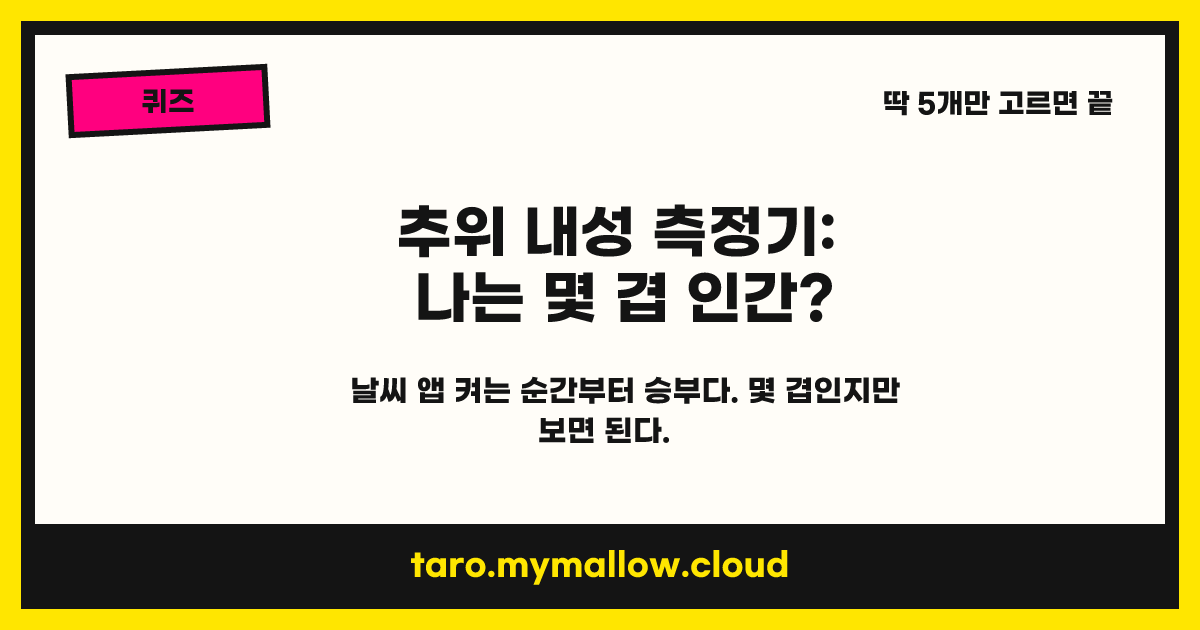 퀴즈
딱 5개만 고르면 끝
추위 내성 측정기:
나는 몇 겹 인간?
날씨 앱 켜는 순간부터 승부다. 몇 겹인지만
보면 된다.
taro.mymallow.cloud